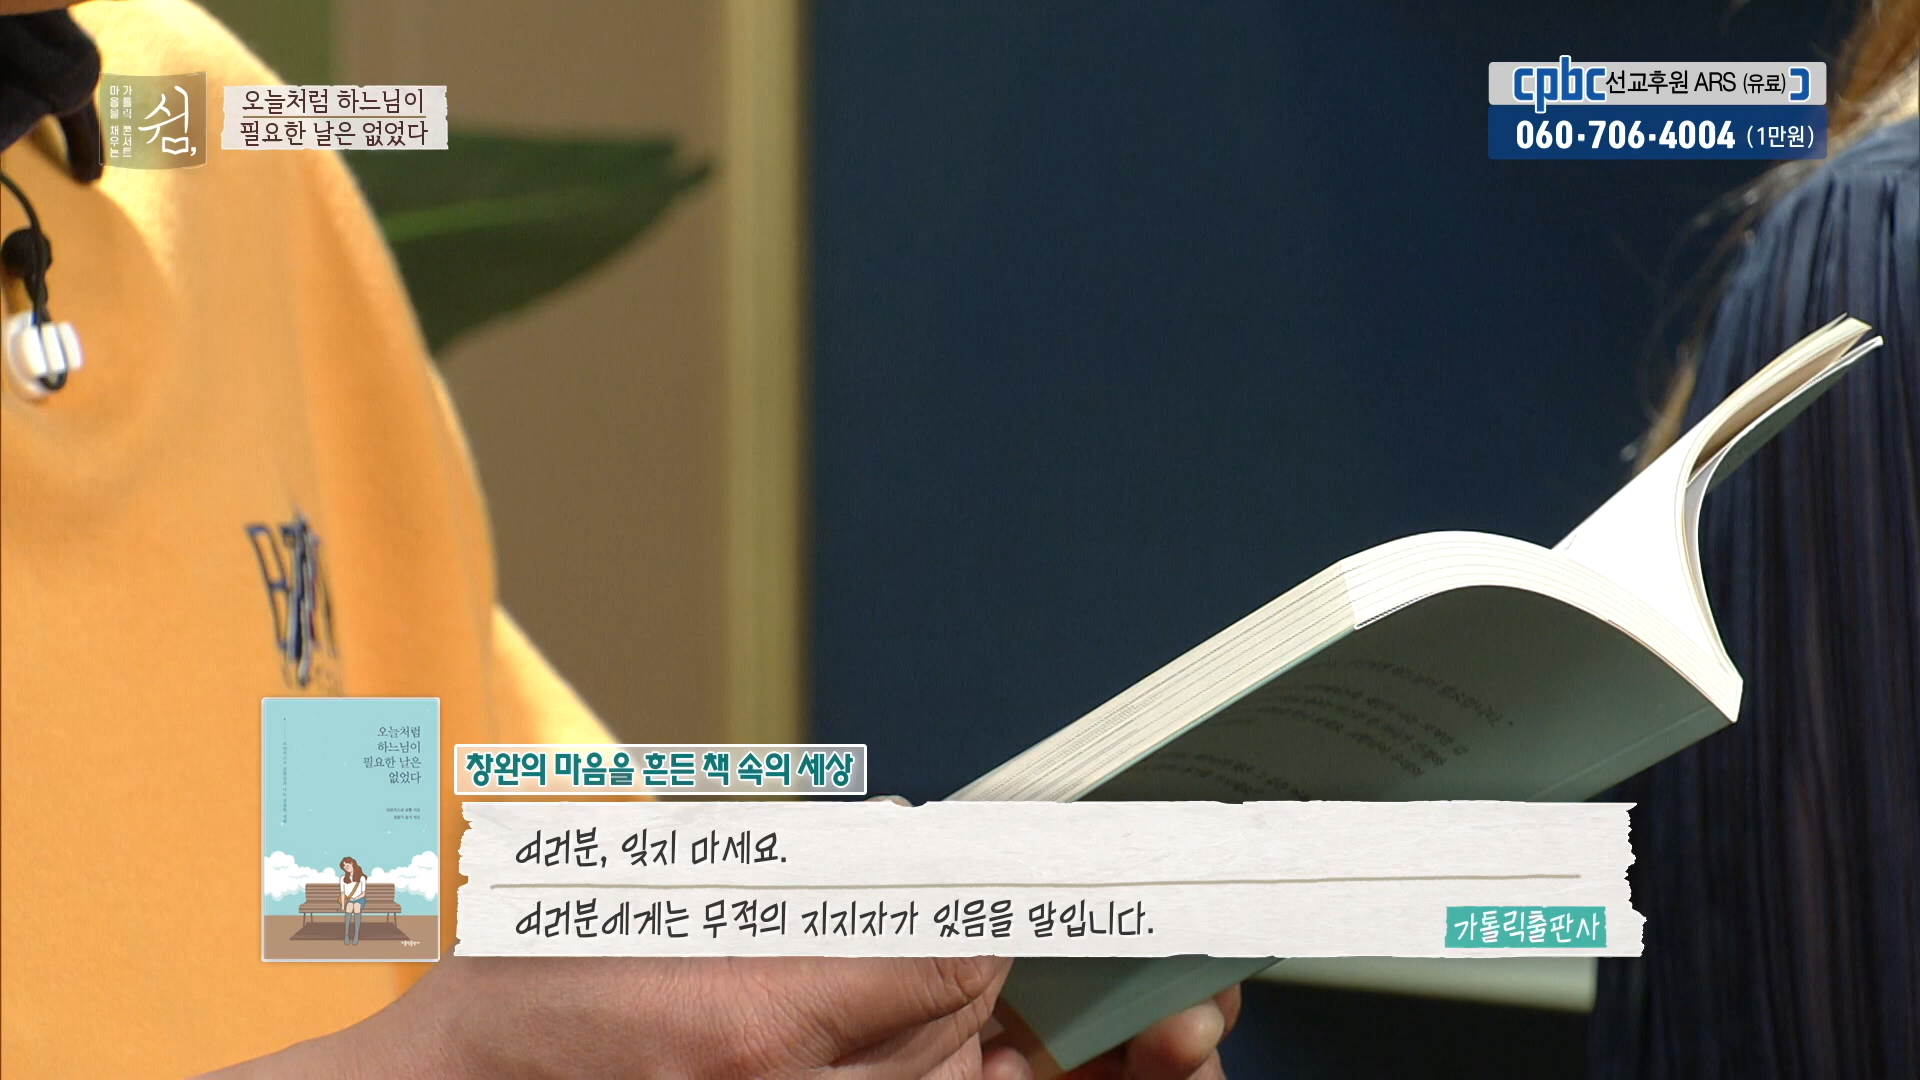 가톨릭 콘서트
마음을 채우는
쉼,
오늘처럼 하느님이
필요한 날은 없었다
cpbc 선교후원 ARS (유료)
060·706·4004 (1만원)
오늘처럼
하느님이
필요한 날은
없었다
창완의 마음을 흔든 책 속의 세상
여러분, 잊지 마세요.
여러분에게는 무적의 지지자가 있음을 말입니다.
가톨릭출판사